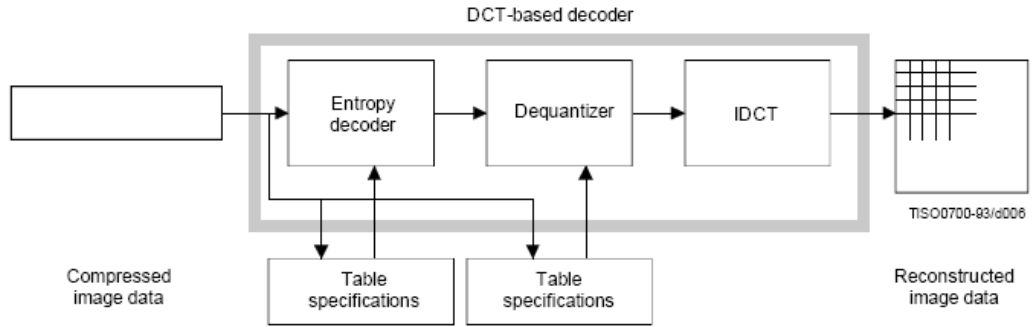 DCT-based decoder
Entropy
decoder
Dequantizer
IDCT
TISO0700-93/d006
Compressed
image data
Table
specifications
Table
specifications
Reconstructed
image data